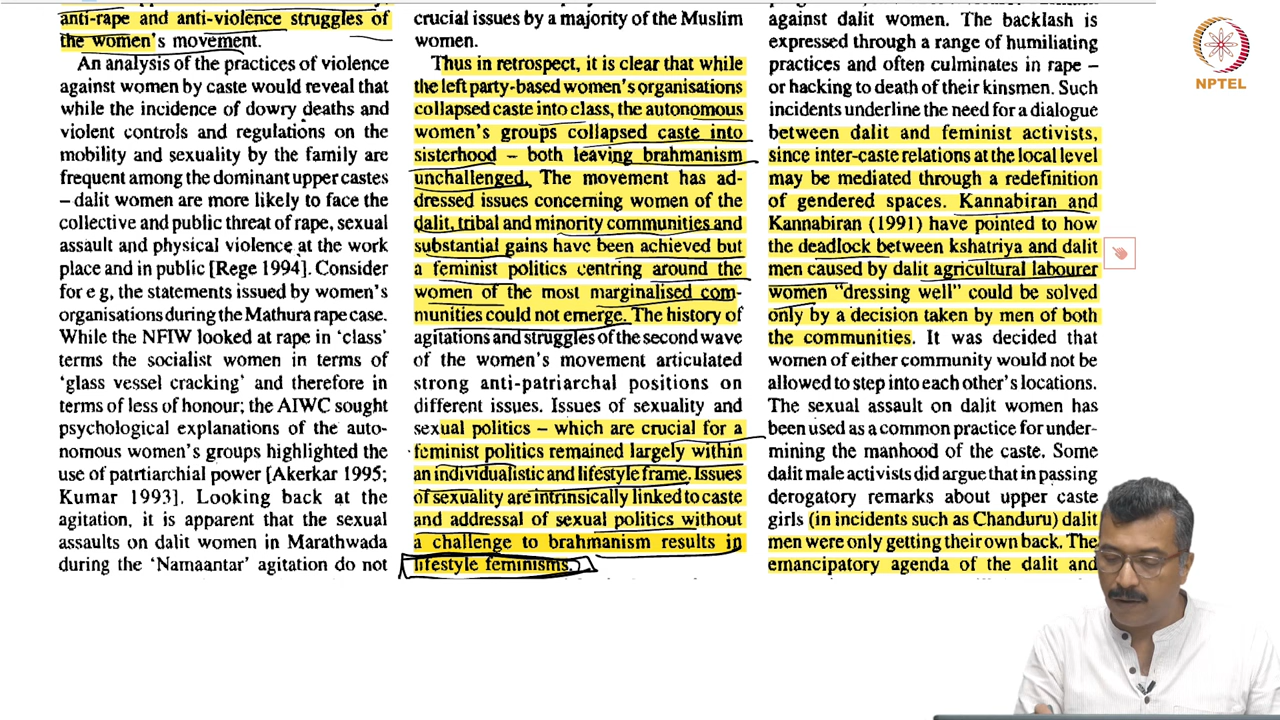 anti-rape and anti-violence struggles of
the women's movement.
An analysis of the practices of violence
against women by caste would reveal that
while the incidence of dowry deaths and
violent controls and regulations on the
mobility and sexuality by the family are
frequent among the dominant upper castes
– dalit women are more likely to face the
collective and public threat of rape, sexual
assault and physical violence at the work
place and in public [Rege 1994]. Consider
for e g, the statements issued by women's
organisations during the Mathura rape case.
While the NFIW looked at rape in 'class'
terms the socialist women in terms of
'glass vessel cracking' and therefore in
terms of less of honour; the AIWC sought
psychological explanations of the auto-
nomous women's groups highlighted the
use of patrtiarchial power [Akerkar 1995;
Kumar 1993]. Looking back at the
agitation, it is apparent that the sexual
assaults on dalit women in Marathwada
during the 'Namaantar' agitation do not
crucial issues by a majority of the Muslim
women.
Thus in retrospect, it is clear that while
the left party-based women's organisations
collapsed caste into class, the autonomous
women's groups collapsed caste into
sisterhood – both leaving brahmanism
unchallenged. The movement has ad-
dressed issues concerning women of the
dalit, tribal and minority communities and
substantial gains have been achieved but
a feminist politics centring around the
women of the most marginalised com-
munities could not emerge. The history of
agitations and struggles of the second wave
of the women's movement articulated
strong anti-patriarchal positions on
different issues. Issues of sexuality and
sexual politics – which are crucial for a
feminist politics remained largely within
an individualistic and lifestyle frame. Issues
of sexuality are intrinsically linked to caste
and addressal of sexual politics without
a challenge to brahmanism results in
lifestyle feminisms.
against dalit women. The backlash is
expressed through a range of humiliating
practices and often culminates in rape –
or hacking to death of their kinsmen. Such
incidents underline the need for a dialogue
between dalit and feminist activists,
since inter-caste relations at the local level
may be mediated through a redefinition
of gendered spaces. Kannabiran and
Kannabiran (1991) have pointed to how
the deadlock between kshatriya and dalit
men caused by dalit agricultural labourer
women "dressing well" could be solved
only by a decision taken by men of both
the communities. It was decided that
women of either community would not be
allowed to step into each other's locations.
The sexual assault on dalit women has
been used as a common practice for under-
mining the manhood of the caste. Some
dalit male activists did argue that in passing
derogatory remarks about upper caste
girls (in incidents such as Chanduru) dalit
men were only getting their own back. The
emancipatory agenda of the dalit and
NPTEL